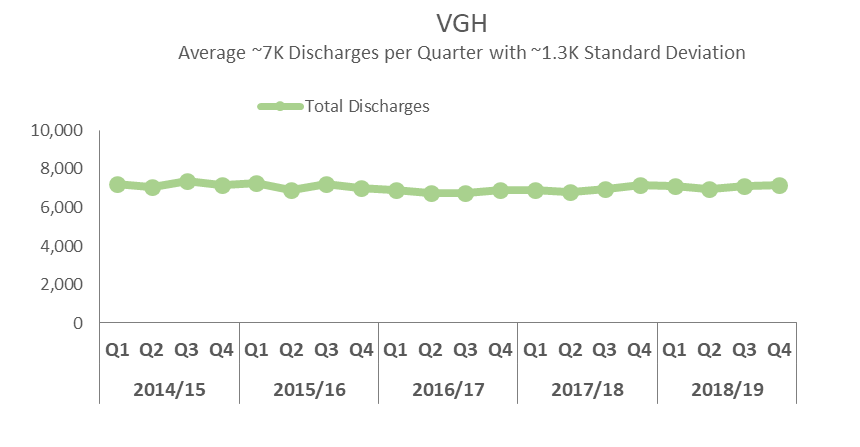 VGH
Average ~7K Discharges per Quarter with ~1.3K Standard Deviation
Total Discharges
10,000
8,000
6,000
4,000
2,000
0
Q1 Q2 Q3 Q4 Q1 Q2 Q3 Q4 Q1 Q2 Q3 Q4 Q1 Q2 Q3 Q4 Q1 Q2 Q3 Q4
2014/15 2015/16 2016/17 2017/18 2018/19